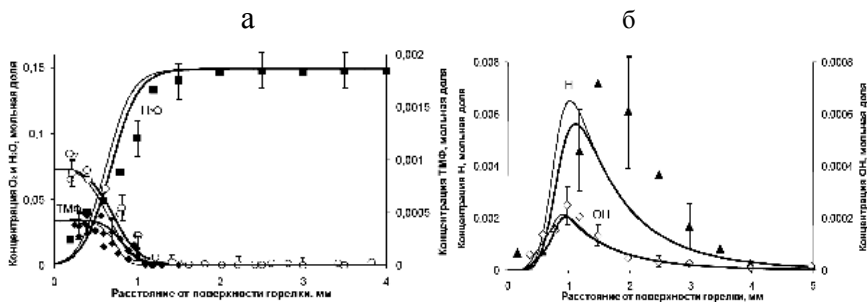 а
б
Концентрация O₂ и H₂O, мольная доля
0,15
0,1
0,05
0
H₂O
O₂
ТМФ
0,002
0,0015
0,001
0,0005
0
Концентрация ТМФ, мольная доля
0 1 2 3 4
Расстояние от поверхности горелки, мм
Концентрация H, мольная доля
0.008
0.006
0.004
0.002
0
H
OH
0.0008
0.0006
0.0004
0.0002
0
Концентрация OH, мольная доля
0 1 2 3 4 5
Расстояние от поверхности горелки, мм